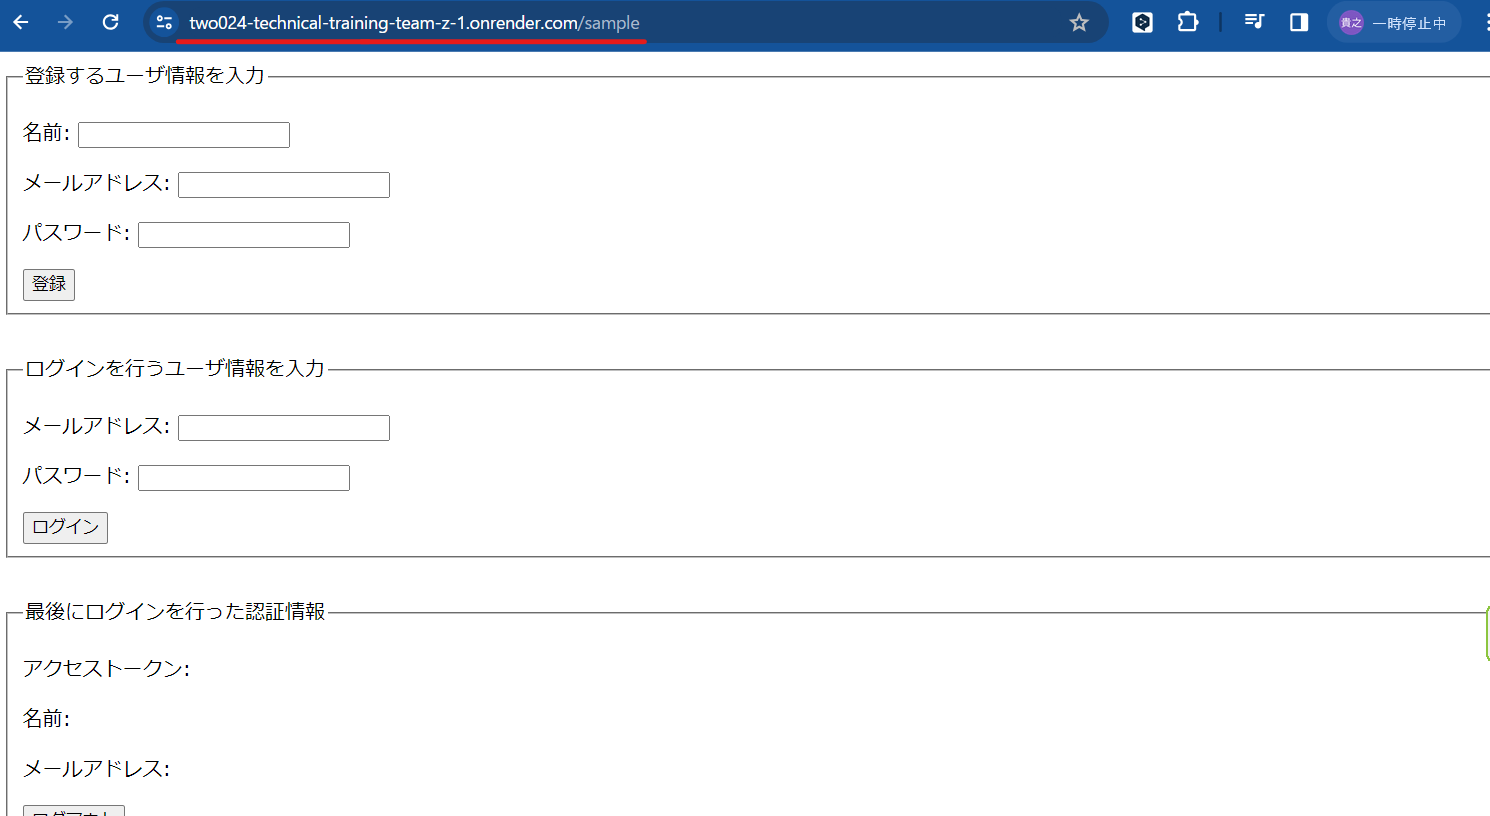 two024-technical-training-team-z-1.onrender.com/sample
貴之 一時停止中
登録するユーザ情報を入力
名前:
メールアドレス:
パスワード:
登録
ログインを行うユーザ情報を入力
メールアドレス:
パスワード:
ログイン
最後にログインを行った認証情報
アクセストークン:
名前:
メールアドレス:
ログアウト